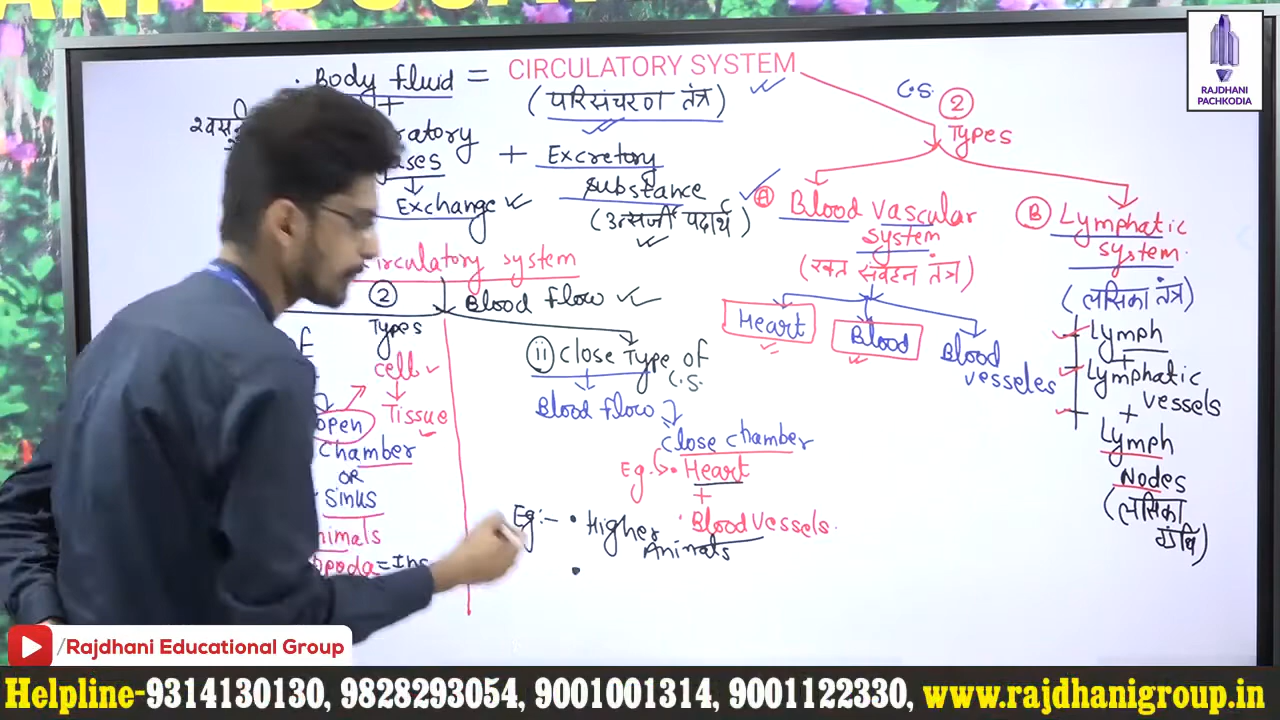 . Body fluid = CIRCULATORY SYSTEM
(परिसंचरण तंत्र)
+ Excretory
substance
(उत्सर्जी पदार्थ)
Exchange
C.S. 2
Types
A Blood vascular
system
(रक्त संवहन तंत्र)
Heart
Blood
Blood
vesseles
B Lymphatic
system.
(लसिका तंत्र)
Lymph
+
Lymphatic
vessels
+
Lymph
Nodes
(लसिका
ग्रंथि)
Circulatory system
2
Types
Blood flow
cell
Tissue
open
Chamber
OR
Sinus
(ii) Close Type of
C.S.
Blood flow
Close chamber
Eg. • Heart
+
• Blood vessels.
Eg:- • Higher
Animals
•
RAJDHANI
PACHKODIA
/Rajdhani Educational Group
Helpline-9314130130, 9828293054, 9001001314, 9001122330, www.rajdhanigroup.in